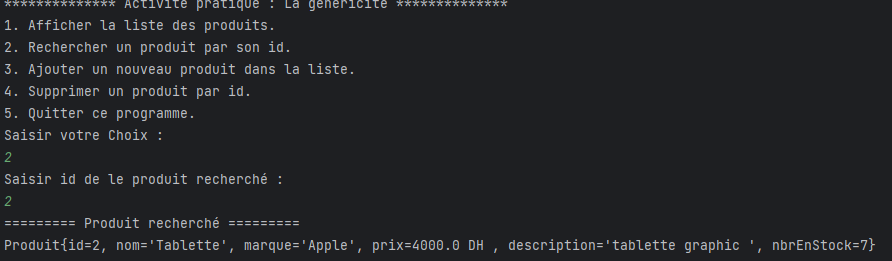 ************** Activité pratique : La généricité **************
1. Afficher la liste des produits.
2. Rechercher un produit par son id.
3. Ajouter un nouveau produit dans la liste.
4. Supprimer un produit par id.
5. Quitter ce programme.
Saisir votre Choix :
2
Saisir id de le produit recherché :
2
========= Produit recherché =========
Produit{id=2, nom='Tablette', marque='Apple', prix=4000.0 DH , description='tablette graphic ', nbrEnStock=7}